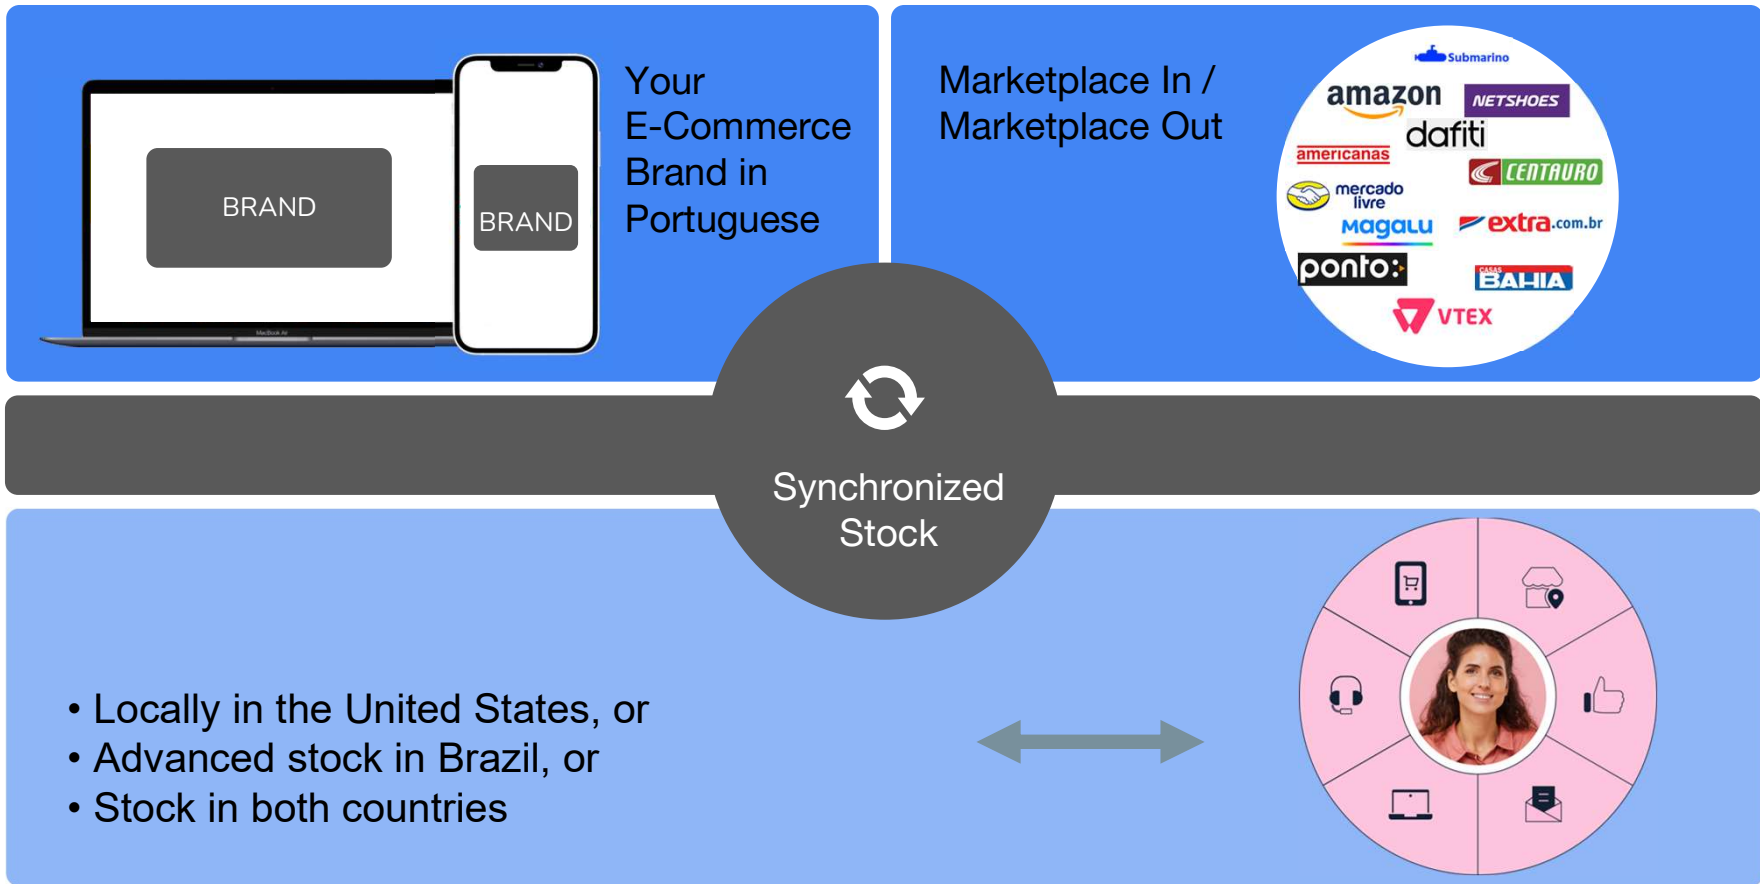 BRAND
MacBook Air
BRAND
Your
E-Commerce
Brand in
Portuguese
Marketplace In /
Marketplace Out
Submarino
amazon
NETSHOES
dafiti
americanas
CENTAURO
mercado
livre
magalu
extra.com.br
ponto:
CASAS
BAHIA
VTEX
Synchronized
Stock
• Locally in the United States, or
• Advanced stock in Brazil, or
• Stock in both countries